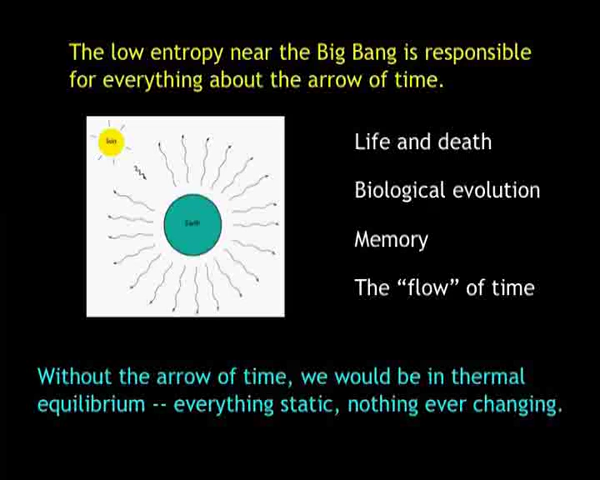 The low entropy near the Big Bang is responsible
for everything about the arrow of time.
Earth
Life and death
Biological evolution
Memory
The “flow” of time
Without the arrow of time, we would be in thermal
equilibrium -- everything static, nothing ever changing.